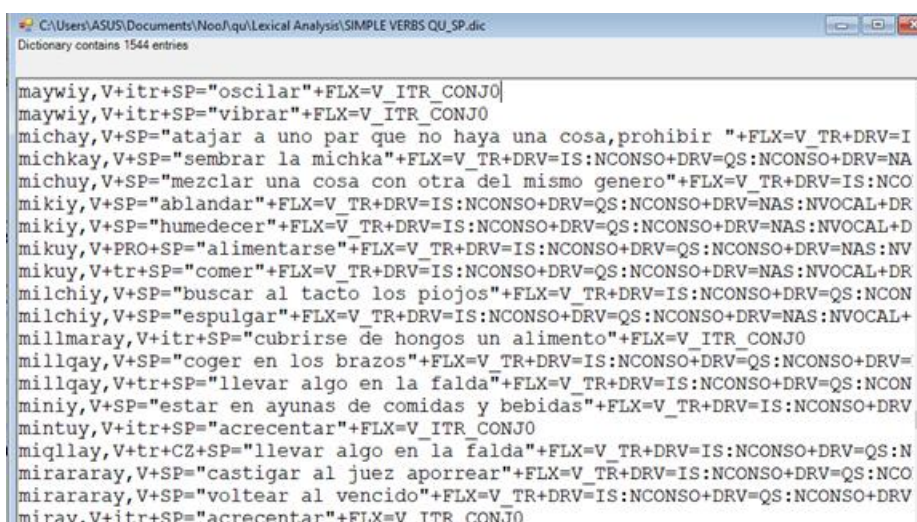 C:\Users\ASUS\Documents\NooJ\qu\Lexical Analysis\SIMPLE VERBS QU_SP.dic
Dictionary contains 1544 entries
maywiy,V+itr+SP="oscilar"+FLX=V_ITR_CONJ0
maywiy,V+itr+SP="vibrar"+FLX=V_ITR_CONJ0
michay,V+SP="atajar a uno par que no haya una cosa,prohibir "+FLX=V_TR+DRV=I
michkay,V+SP="sembrar la michka"+FLX=V_TR+DRV=IS:NCONSO+DRV=QS:NCONSO+DRV=NA
michuy,V+SP="mezclar una cosa con otra del mismo genero"+FLX=V_TR+DRV=IS:NCO
mikiy,V+SP="ablandar"+FLX=V_TR+DRV=IS:NCONSO+DRV=QS:NCONSO+DRV=NAS:NVOCAL+DR
mikiy,V+SP="humedecer"+FLX=V_TR+DRV=IS:NCONSO+DRV=QS:NCONSO+DRV=NAS:NVOCAL+D
mikuy,V+PRO+SP="alimentarse"+FLX=V_TR+DRV=IS:NCONSO+DRV=QS:NCONSO+DRV=NAS:NV
mikuy,V+tr+SP="comer"+FLX=V_TR+DRV=IS:NCONSO+DRV=QS:NCONSO+DRV=NAS:NVOCAL+DR
milchiy,V+SP="buscar al tacto los piojos"+FLX=V_TR+DRV=IS:NCONSO+DRV=QS:NCON
milchiy,V+SP="espulgar"+FLX=V_TR+DRV=IS:NCONSO+DRV=QS:NCONSO+DRV=NAS:NVOCAL+
millmaray,V+itr+SP="cubrirse de hongos un alimento"+FLX=V_ITR_CONJ0
millqay,V+SP="coger en los brazos"+FLX=V_TR+DRV=IS:NCONSO+DRV=QS:NCONSO+DRV=
millqay,V+tr+SP="llevar algo en la falda"+FLX=V_TR+DRV=IS:NCONSO+DRV=QS:NCON
miniy,V+SP="estar en ayunas de comidas y bebidas"+FLX=V_TR+DRV=IS:NCONSO+DRV
mintuy,V+itr+SP="acrecentar"+FLX=V_ITR_CONJ0
miqllay,V+tr+CZ+SP="llevar algo en la falda"+FLX=V_TR+DRV=IS:NCONSO+DRV=QS:N
mirararay,V+SP="castigar al juez aporrear"+FLX=V_TR+DRV=IS:NCONSO+DRV=QS:NCO
mirararay,V+SP="voltear al vencido"+FLX=V_TR+DRV=IS:NCONSO+DRV=QS:NCONSO+DRV
miray,V+itr+SP="acrecentar"+FLX=V_ITR_CONJ0